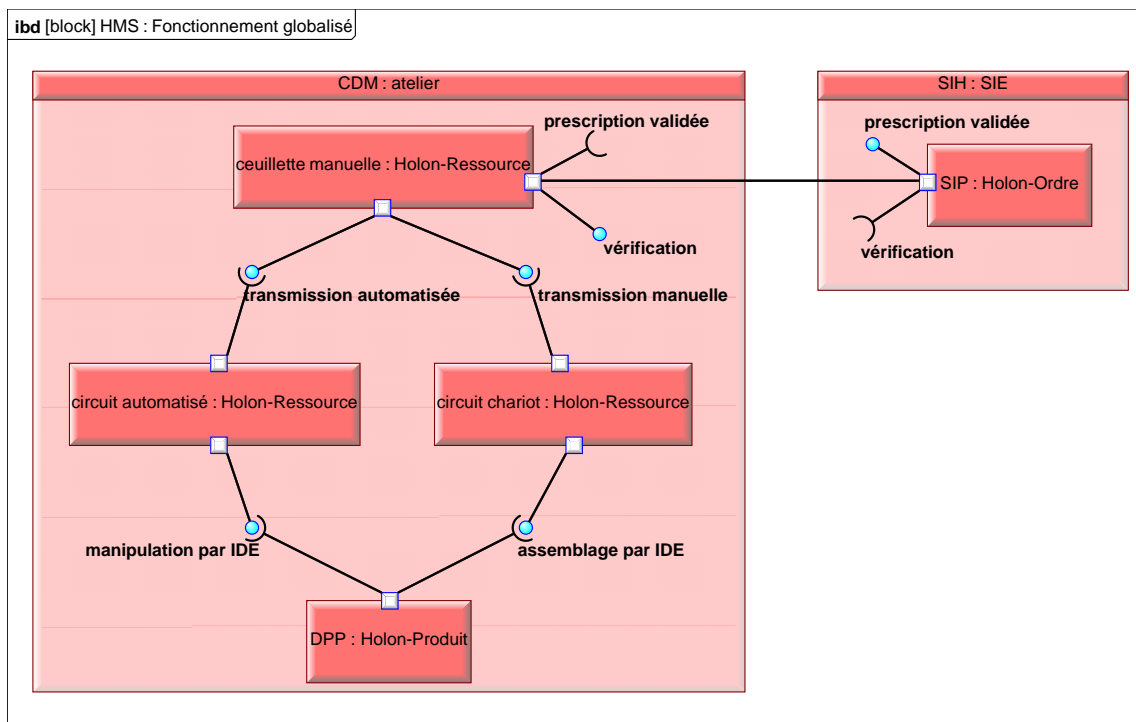 ibd [block] HMS : Fonctionnement globalisé
CDM : atelier
SIH : SIE
prescription validée
prescription validée
ceuillette manuelle : Holon-Ressource
SIP : Holon-Ordre
vérification
vérification
transmission automatisée
transmission manuelle
circuit automatisé : Holon-Ressource
circuit chariot : Holon-Ressource
manipulation par IDE
assemblage par IDE
DPP : Holon-Produit